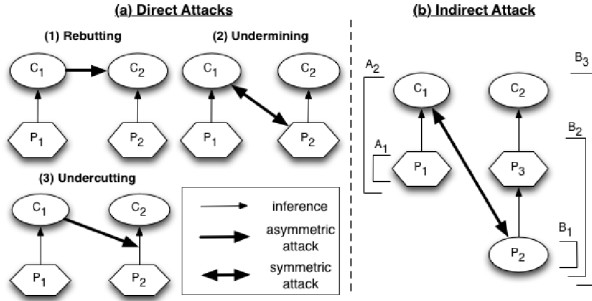 (a) Direct Attacks
(b) Indirect Attack
(1) Rebutting
(2) Undermining
C1
C2
C1
C2
P1
P2
P1
P2
(3) Undercutting
C1
C2
P1
P2
inference
asymmetric
attack
symmetric
attack
A2
B3
C1
C2
A1
B2
P1
P3
B1
P2